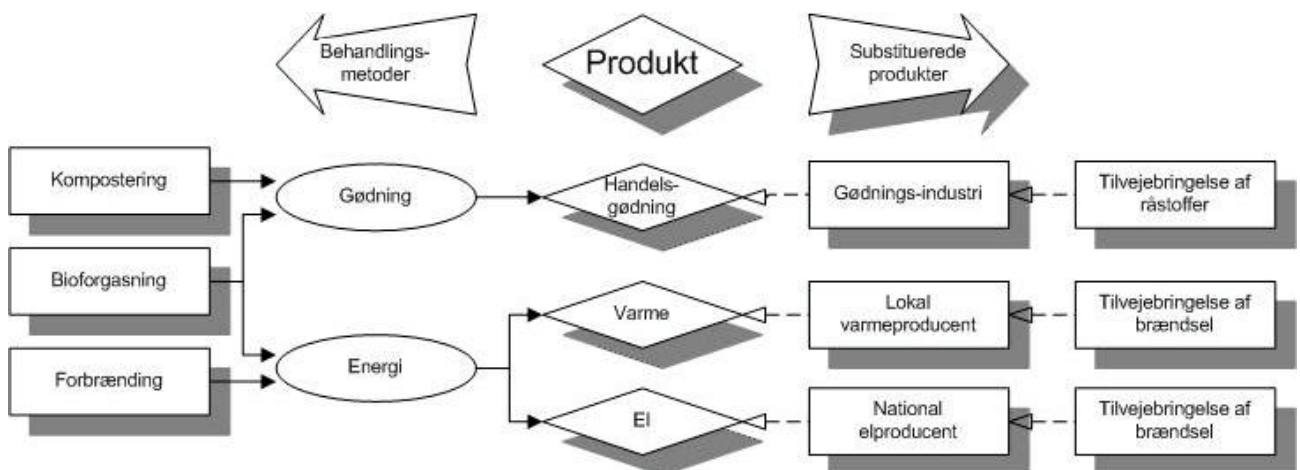 Behandlings-
metoder
Produkt
Substituerede
produkter
Kompostering
Gødning
Handels-
gødning
Gødnings-industri
Tilvejebringelse af
råstoffer
Bioforgasning
Varme
Lokal
varmeproducent
Tilvejebringelse af
brændsel
Forbrænding
Energi
El
National
elproducent
Tilvejebringelse af
brændsel